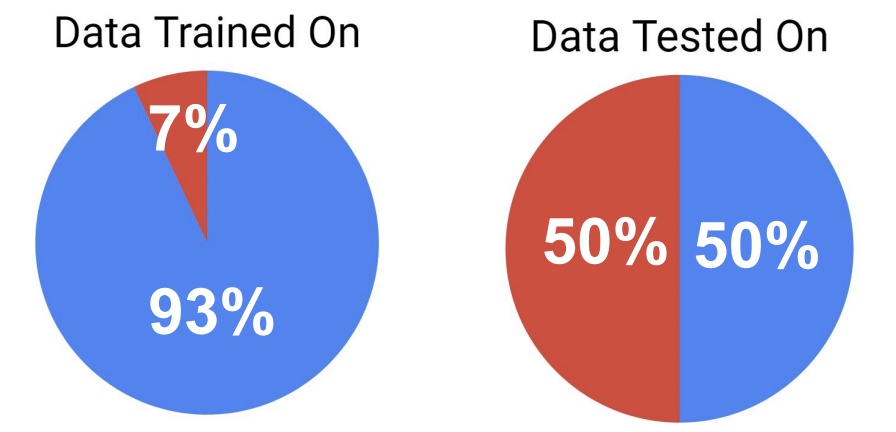 Data Trained On
7%
93%
Data Tested On
50%
50%